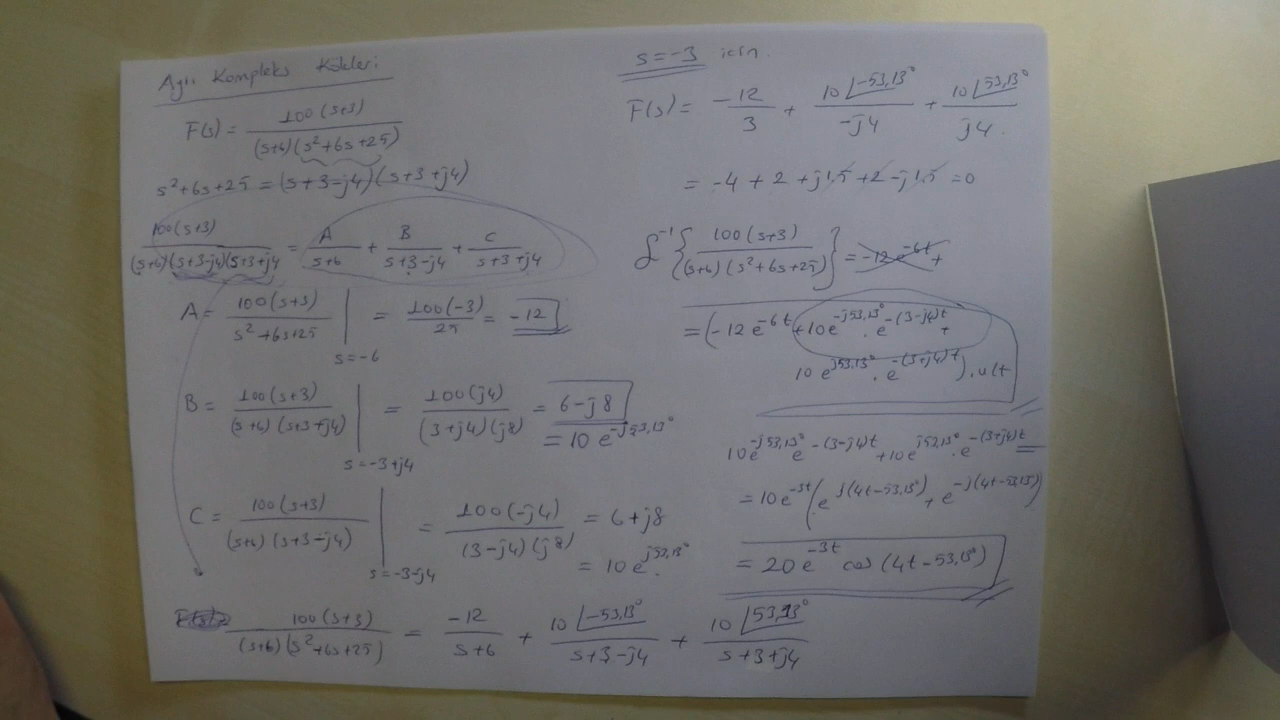 Ayrı Kompleks Kökler:
F(s) = 100(s+3) / (s+6)(s²+6s+25)
s²+6s+25 = (s+3-j4)(s+3+j4)
100(s+3) / (s+6)(s+3-j4)(s+3+j4 = A / s+6 + B / s+3-j4 + C / s+3+j4
A = 100(s+3) / s²+6s+25 | s=-6 = 100(-3) / 25 = -12
B = 100(s+3) / (s+6)(s+3+j4) | s=-3+j4 = 100(j4) / (3+j4)(j8) = 6-j8
= 10e^-j53,13°
C = 100(s+3) / (s+6)(s+3-j4) | s=-3-j4 = 100(-j4) / (3-j4)(j8) = 6+j8
= 10e^j53,13°
100(s+3) / (s+6)(s²+6s+25) = -12 / s+6 + 10∠-53,13° / s+3-j4 + 10∠53,13° / s+3+j4
s=-3 için.
F(s) = -12 / 3 + 10∠-53,13° / -j4 + 10∠53,13° / j4
= -4+2+j1,5+2-j1,5=0
ℒ⁻¹{100(s+3) / (s+6)(s²+6s+25)} = -12e^-6t+
= (-12e^-6t+10e^-j53,13°.e^-(3-j4)t +
10e^j53,13°.e^-(3+j4)t).u(t
10e^-j53,13° e^-(3-j4)t +10e^j53,13°.e^-(3+j4)t =
= 10e^-3t(e^j(4t-53,13°) + e^-j(4t-53,13°))
= 20e^-3t cos(4t-53,13°)